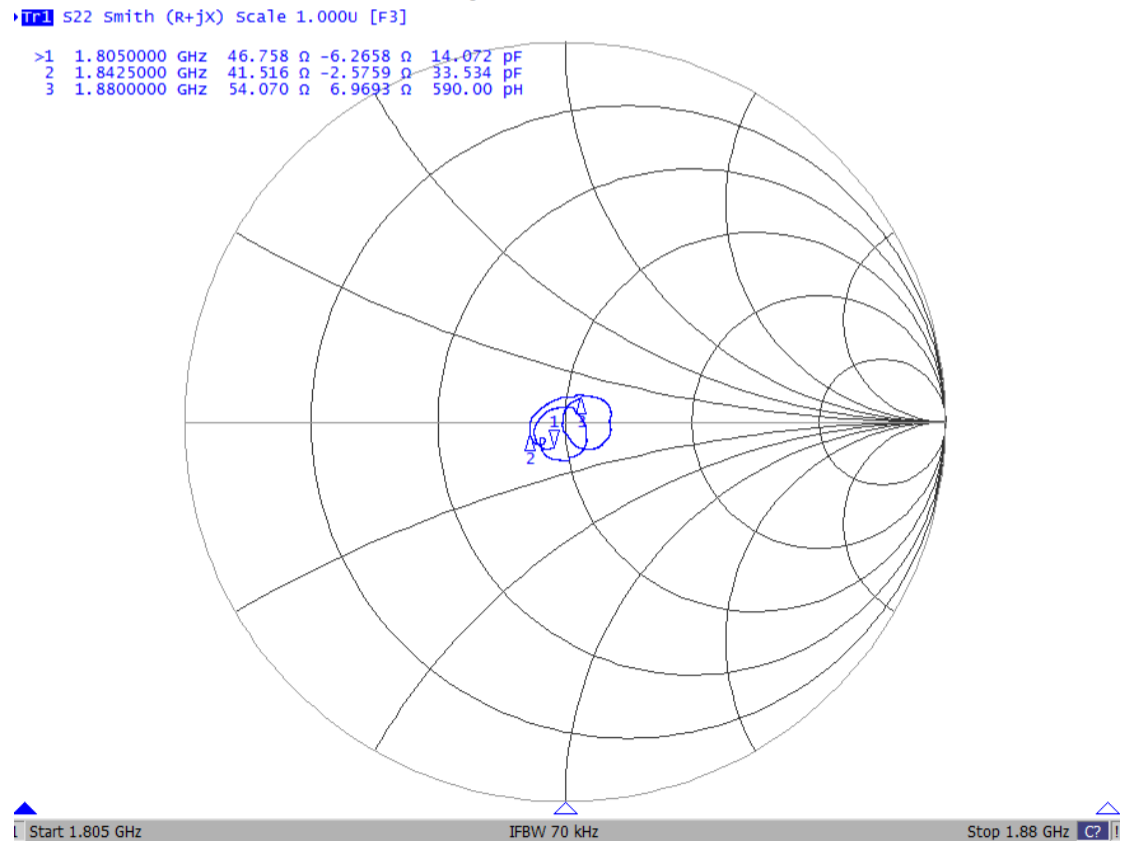 Tr1 S22 Smith (R+jX) Scale 1.000U [F3]
>1 1.8050000 GHz 46.758 Ω -6.2658 Ω 14.072 pF
2 1.8425000 GHz 41.516 Ω -2.5759 Ω 33.534 pF
3 1.8800000 GHz 54.070 Ω 6.9693 Ω 590.00 pH
1
3
2
Start 1.805 GHz IFBW 70 kHz Stop 1.88 GHz C? !